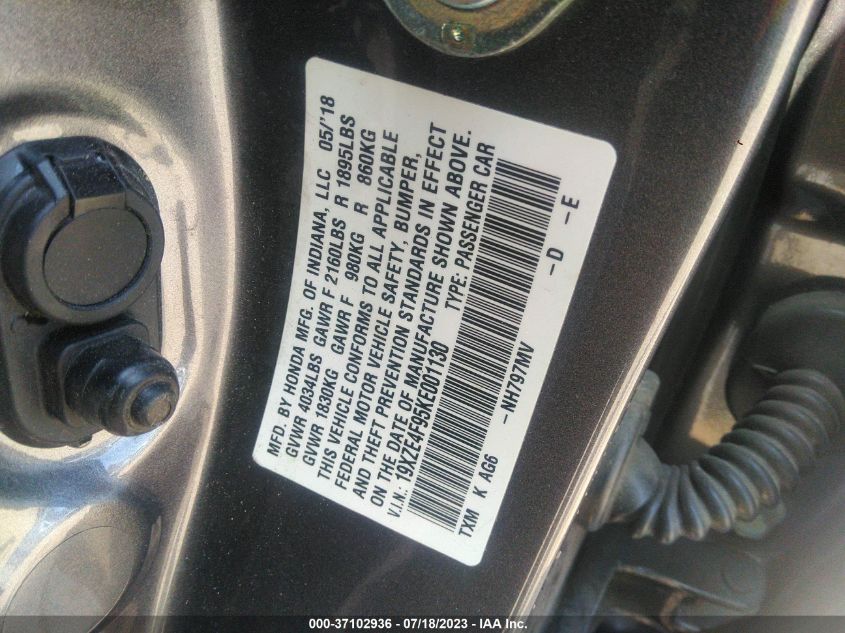 MFD. BY HONDA MFG. OF INDIANA, LLC 05/'18
GVWR 4034LBS GAWR F 2160LBS R 1895LBS
GVWR 1830KG GAWR F 980KG R 860KG
THIS VEHICLE CONFORMS TO ALL APPLICABLE
FEDERAL MOTOR VEHICLE SAFETY, BUMPER,
AND THEFT PREVENTION STANDARDS IN EFFECT
ON THE DATE OF MANUFACTURE SHOWN ABOVE.
V.I.N.: 19XZE4F95KE001130 TYPE: PASSENGER CAR
TXM K AG6 -NH797MV -D -E
000-37102936 - 07/18/2023 - IAA Inc.